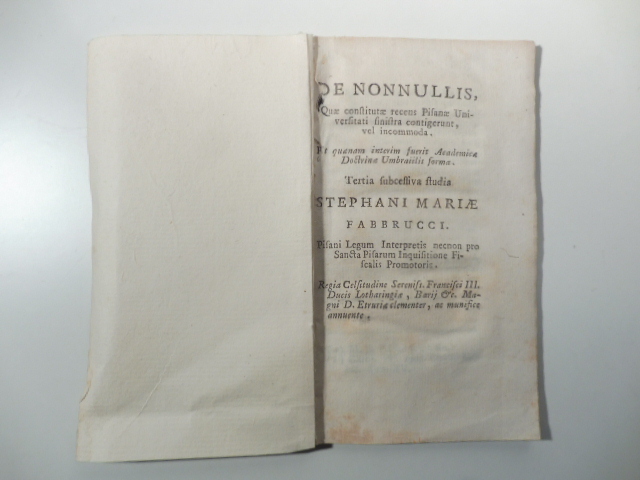 DE NONNULLIS,
Quæ constitutæ recens Pisanæ Uni-
versitati sinistra contigerunt,
vel incommoda.
Et quænam interim fuerit Academicæ
Doctrinæ Umbratilis forma.
Tertia subcessiva studia
STEPHANI MARIÆ
FABBRUCCI.
Pisani Legum Interpretis necnon pro
Sancta Pisarum Inquisitione Fi-
scalis Promotoris.
Regia Celsitudine Sereniss. Francisci III.
Ducis Lotharingiæ, Barij &c. Ma-
gni D. Etruriæ clementer, ac munifice
annuente,